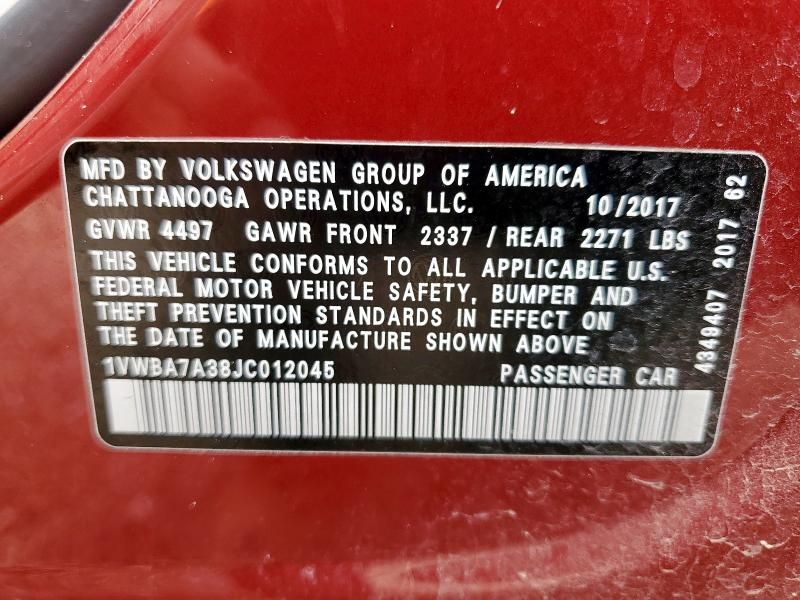 MFD BY VOLKSWAGEN GROUP OF AMERICA
CHATTANOOGA OPERATIONS, LLC. 10/2017
GVWR 4497 GAWR FRONT 2337 / REAR 2271 LBS
THIS VEHICLE CONFORMS TO ALL APPLICABLE U.S.
FEDERAL MOTOR VEHICLE SAFETY, BUMPER AND
THEFT PREVENTION STANDARDS IN EFFECT ON
THE DATE OF MANUFACTURE SHOWN ABOVE
1VWBA7A38JC012045 PASSENGER CAR
4349407 2017 62